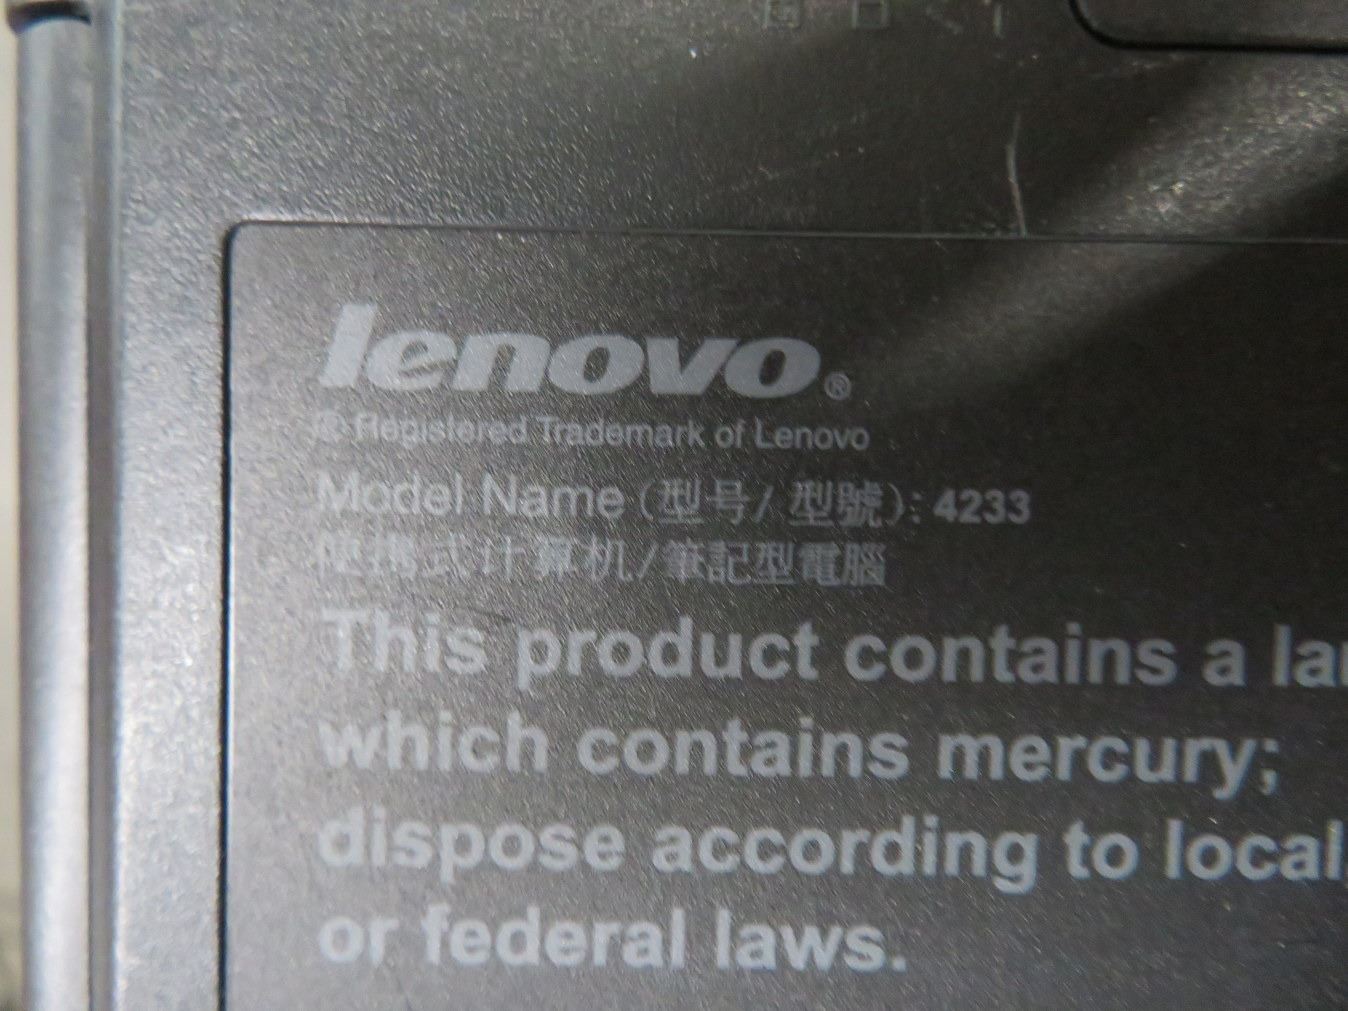 lenovo®
® Registered Trademark of Lenovo
Model Name (型号/ 型號): 4233
便携式计算机/筆記型電腦
This product contains a
which contains mercury;
dispose according to local,
or federal laws.